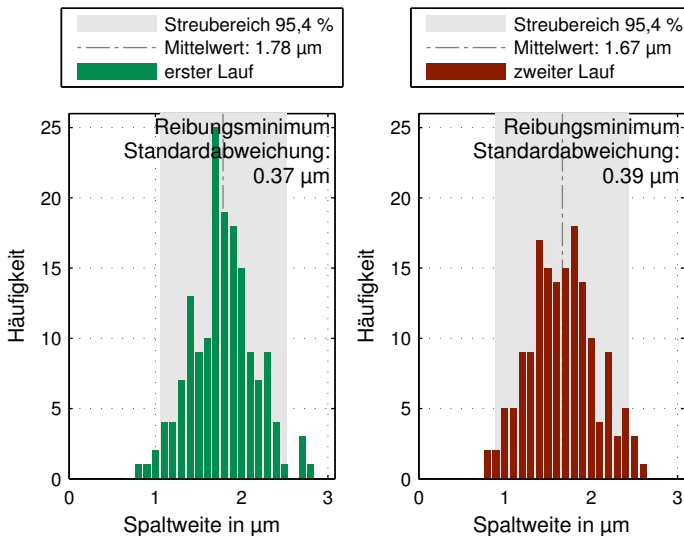 Streubereich 95,4 %
Mittelwert: 1.78 µm
erster Lauf
Reibungsminimum
Standardabweichung:
0.37 µm
25
20
15
10
5
0
Häufigkeit
0 1 2 3
Spaltweite in µm
Streubereich 95,4 %
Mittelwert: 1.67 µm
zweiter Lauf
Reibungsminimum
Standardabweichung:
0.39 µm
25
20
15
10
5
0
Häufigkeit
0 1 2 3
Spaltweite in µm